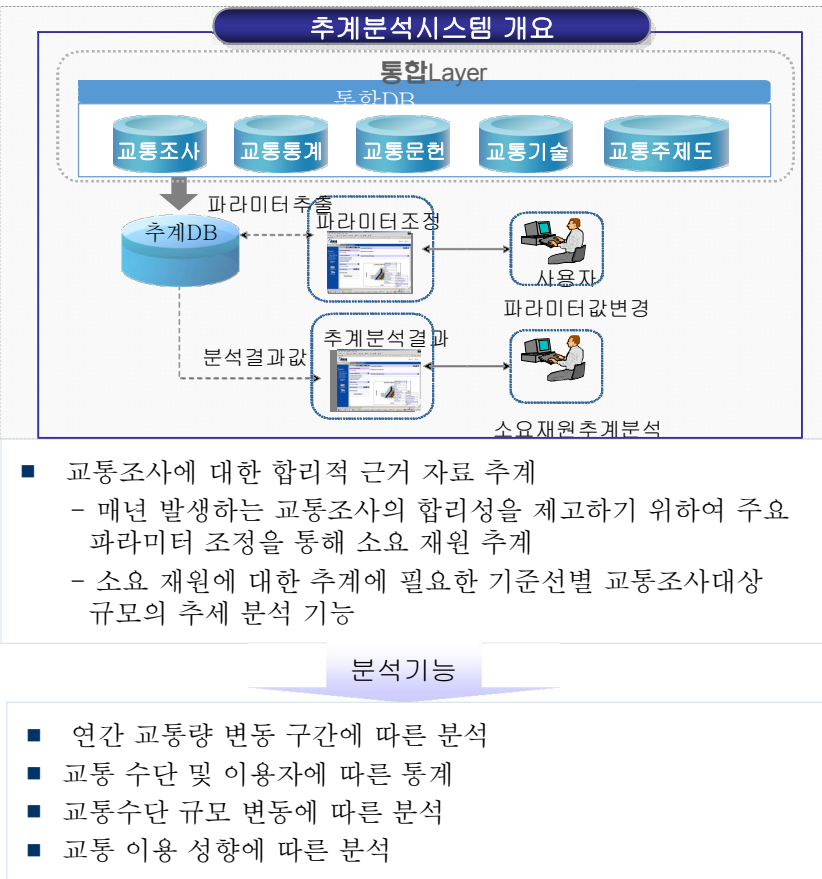 추계분석시스템 개요
통합Layer
통합DB
교통조사 교통통계 교통문헌 교통기술 교통주제도
파라미터추출
파라미터조정
추계DB
사용자
파라미터값변경
추계분석결과
분석결과값
소요재원추계분석
■ 교통조사에 대한 합리적 근거 자료 추계
- 매년 발생하는 교통조사의 합리성을 제고하기 위하여 주요
파라미터 조정을 통해 소요 재원 추계
- 소요 재원에 대한 추계에 필요한 기준선별 교통조사대상
규모의 추세 분석 기능
분석기능
■ 연간 교통량 변동 구간에 따른 분석
■ 교통 수단 및 이용자에 따른 통계
■ 교통수단 규모 변동에 따른 분석
■ 교통 이용 성향에 따른 분석